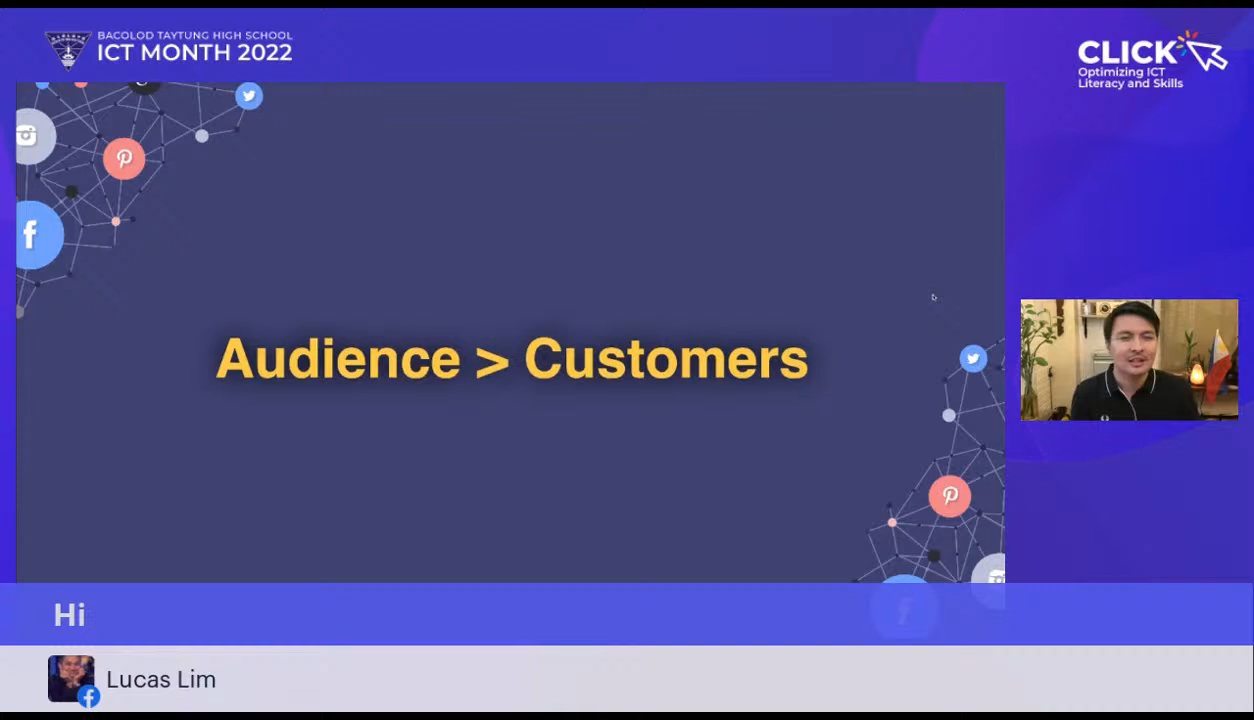 BACOLOD TAYTUNG HIGH SCHOOL
ICT MONTH 2022
CLICK
Optimizing ICT
Literacy and Skills
Audience > Customers
Hi
Lucas Lim